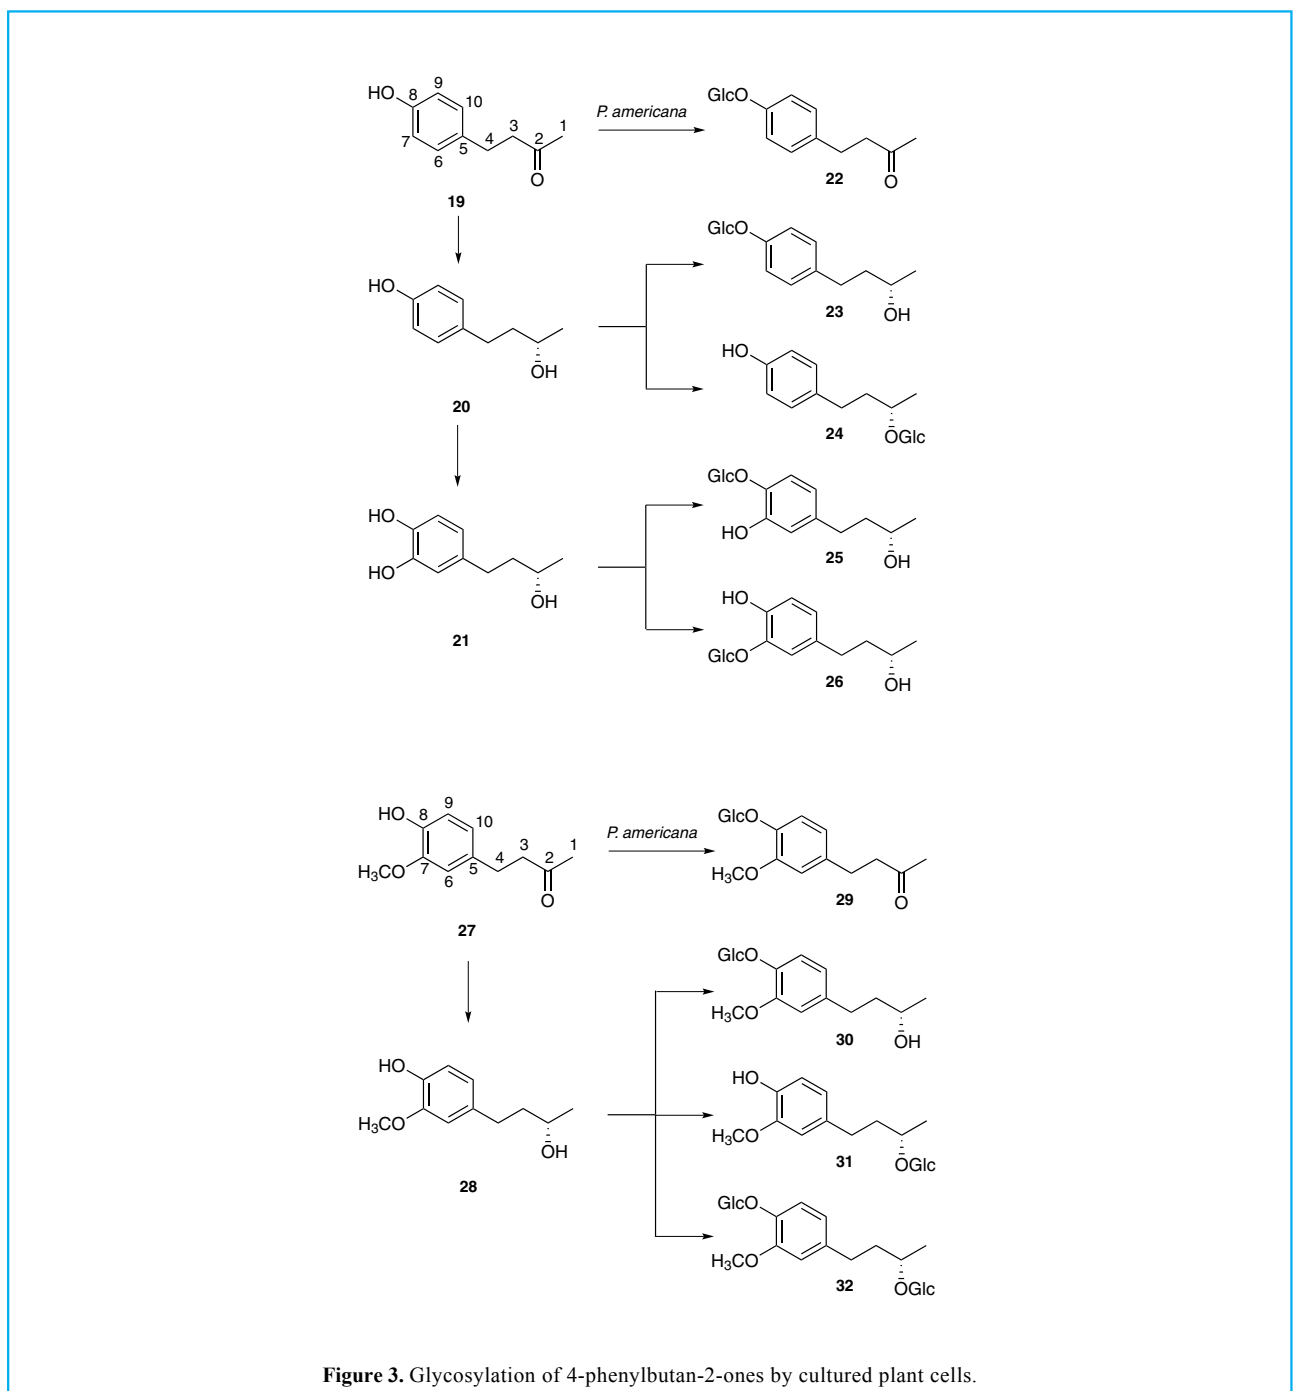 HO
8
9
10
7
6
5
4
3
2
1
O
19
P. americana
GlcO
O
22
HO
OH
20
GlcO
OH
23
HO
OGlc
24
HO
HO
OH
21
GlcO
HO
OH
25
HO
GlcO
OH
26
HO
8
9
10
H3CO
7
6
5
4
3
2
1
O
27
P. americana
GlcO
H3CO
O
29
HO
H3CO
OH
28
GlcO
H3CO
OH
30
HO
H3CO
OGlc
31
GlcO
H3CO
OGlc
32
Figure 3. Glycosylation of 4-phenylbutan-2-ones by cultured plant cells.